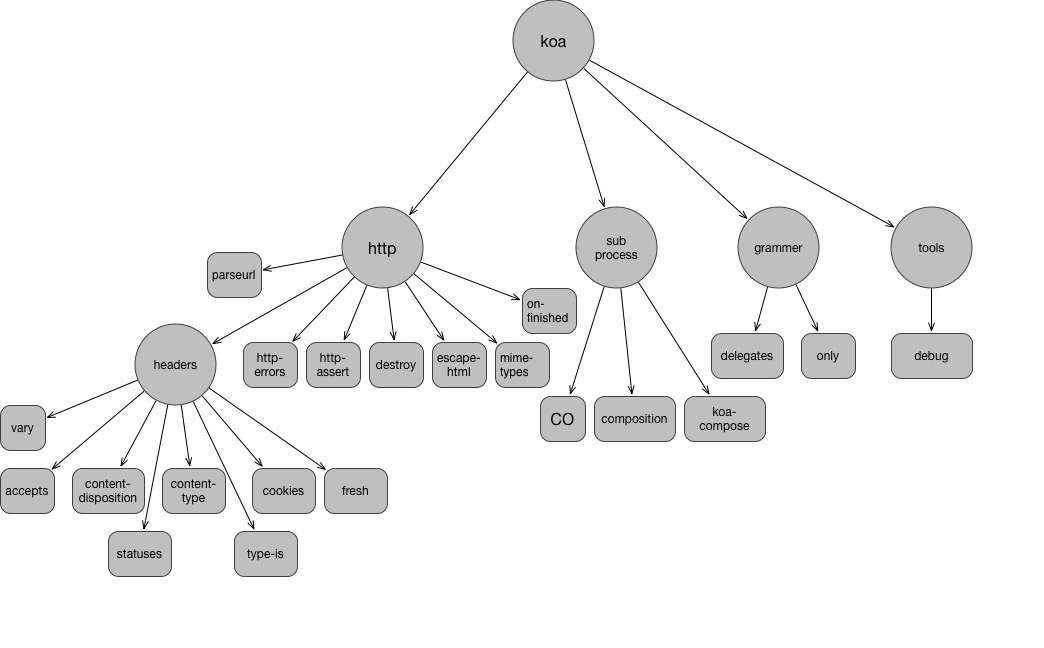 koa
http
sub
process
grammer
tools
parseurl
on-
finished
http-
errors
http-
assert
destroy
escape-
html
mime-
types
delegates
only
debug
headers
vary
CO
composition
koa-
compose
accepts
content-
disposition
content-
type
cookies
fresh
statuses
type-is